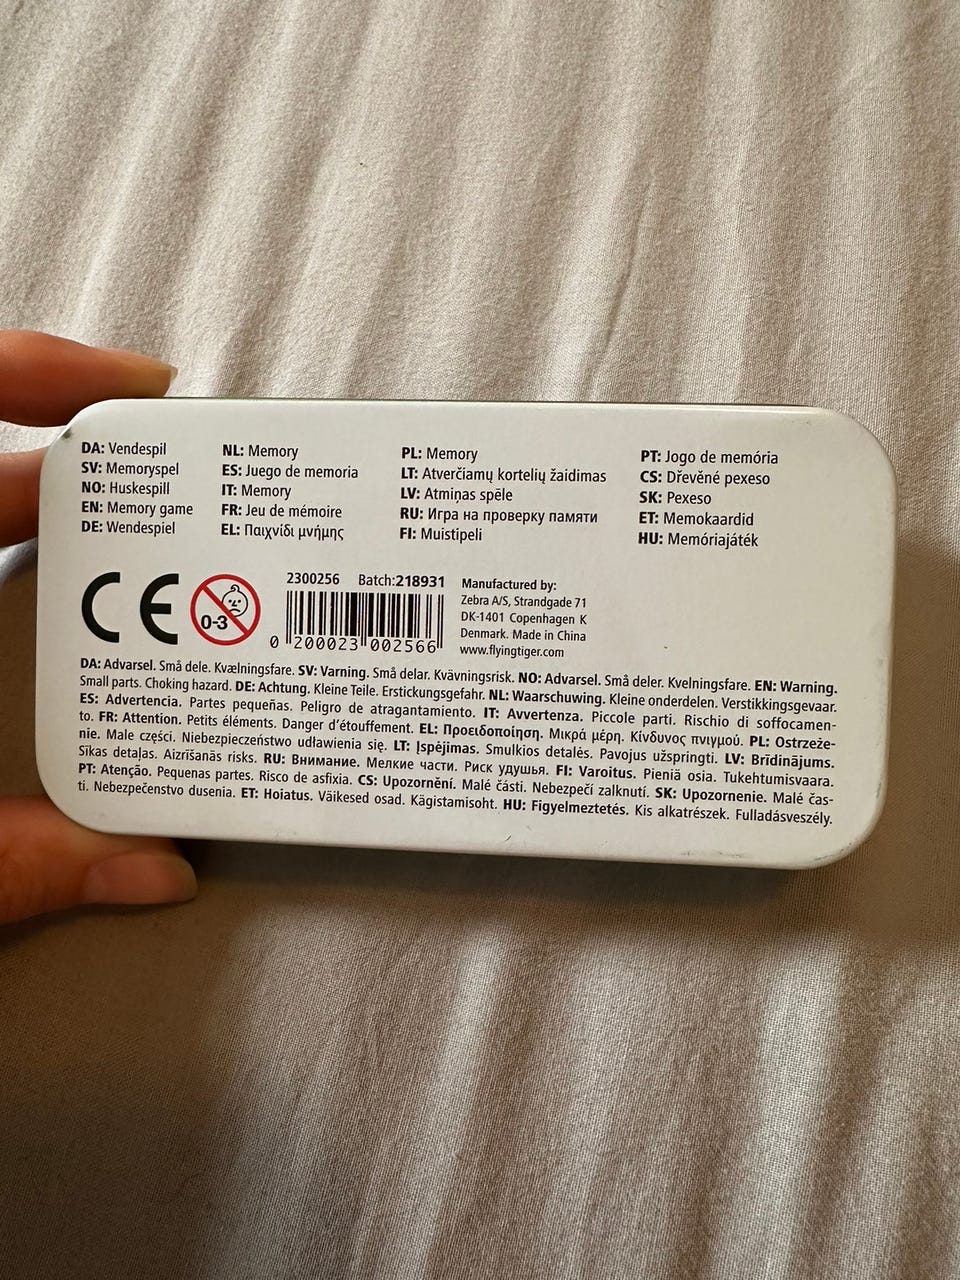 DA: Vendespil
SV: Memoryspel
NO: Huskespill
EN: Memory game
DE: Wendespiel
NL: Memory
ES: Juego de memoria
IT: Memory
FR: Jeu de mémoire
EL: Παιχνίδι μνήμης
PL: Memory
LT: Atverčiamų kortelių žaidimas
LV: Atmiņas spēle
RU: Игра на проверку памяти
FI: Muistipeli
PT: Jogo de memória
CS: Dřevěné pexeso
SK: Pexeso
ET: Memokaardid
HU: Memóriajáték
CE
0-3
2300256 Batch:218931
0 200023 002566
Manufactured by:
Zebra A/S, Strandgade 71
DK-1401 Copenhagen K
Denmark. Made in China
www.flyingtiger.com
DA: Advarsel. Små dele. Kvælningsfare. SV: Varning. Små delar. Kvävningsrisk. NO: Advarsel. Små deler. Kvelningsfare. EN: Warning.
Small parts. Choking hazard. DE: Achtung. Kleine Teile. Erstickungsgefahr. NL: Waarschuwing. Kleine onderdelen. Verstikkingsgevaar.
ES: Advertencia. Partes pequeñas. Peligro de atragantamiento. IT: Avvertenza. Piccole parti. Rischio di soffocamen-
to. FR: Attention. Petits éléments. Danger d'étouffement. EL: Προειδοποίηση. Μικρά μέρη. Κίνδυνος πνιγμού. PL: Ostrzeże-
nie. Małe części. Niebezpieczeństwo udławienia się. LT: Įspėjimas. Smulkios detalės. Pavojus užspringti. LV: Brīdinājums.
Sīkas detaļas. Aizrīšanās risks. RU: Внимание. Мелкие части. Риск удушья. FI: Varoitus. Pieniä osia. Tukehtumisvaara.
PT: Atenção. Pequenas partes. Risco de asfixia. CS: Upozornění. Malé části. Nebezpečí zalknutí. SK: Upozornenie. Malé čas-
ti. Nebezpečenstvo dusenia. ET: Hoiatus. Väikesed osad. Kägistamisoht. HU: Figyelmeztetés. Kis alkatrészek. Fulladásveszély.